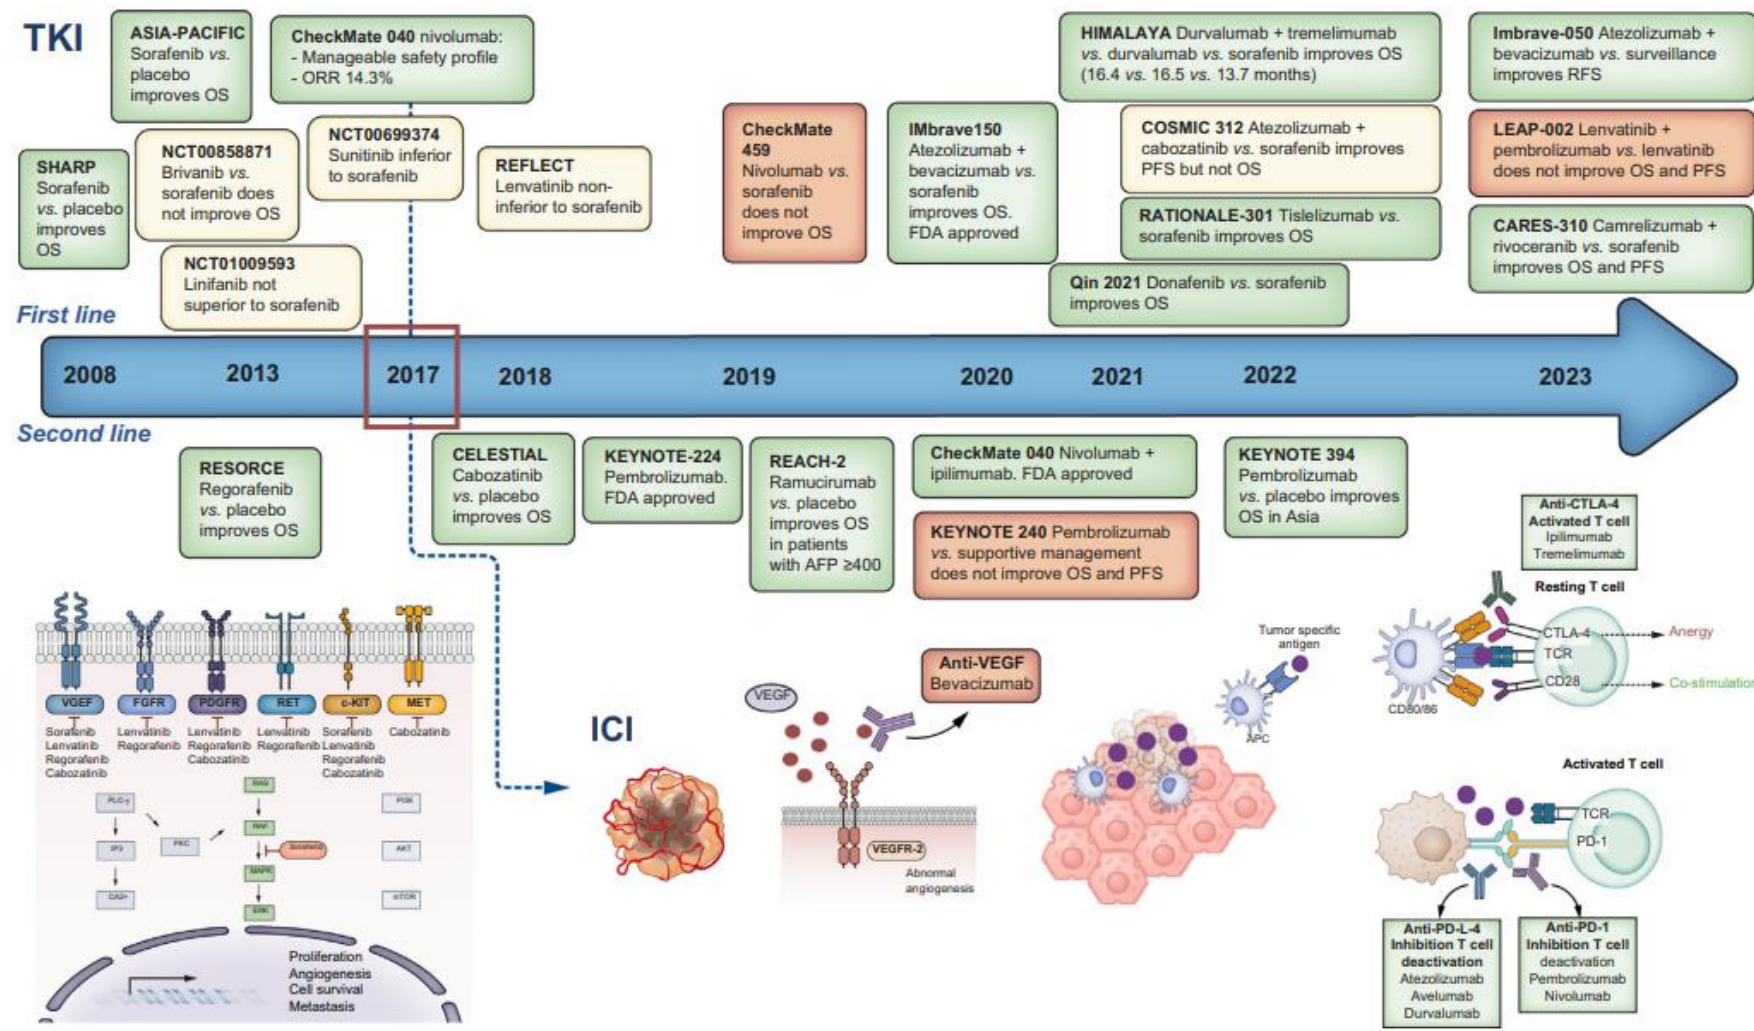 TKI
ASIA-PACIFIC
Sorafenib vs.
placebo
improves OS
CheckMate 040 nivolumab:
- Manageable safety profile
- ORR 14.3%
HIMALAYA Durvalumab + tremelimumab
vs. durvalumab vs. sorafenib improves OS
(16.4 vs. 16.5 vs. 13.7 months)
Imbrave-050 Atezolizumab +
bevacizumab vs. surveillance
improves RFS
SHARP
Sorafenib
vs. placebo
improves
OS
NCT00858871
Brivanib vs.
sorafenib does
not improve OS
NCT00699374
Sunitinib inferior
to sorafenib
REFLECT
Lenvatinib non-
inferior to sorafenib
CheckMate
459
Nivolumab vs.
sorafenib
does not
improve OS
IMbrave150
Atezolizumab +
bevacizumab vs.
sorafenib
improves OS.
FDA approved
COSMIC 312 Atezolizumab +
cabozatinib vs. sorafenib improves
PFS but not OS
LEAP-002 Lenvatinib +
pembrolizumab vs. lenvatinib
does not improve OS and PFS
RATIONALE-301 Tislelizumab vs.
sorafenib improves OS
CARES-310 Camrelizumab +
rivoceranib vs. sorafenib
improves OS and PFS
NCT01009593
Linifanib not
superior to sorafenib
Qin 2021 Donafenib vs. sorafenib
improves OS
First line
2008
2013
2017
2018
2019
2020
2021
2022
2023
Second line
RESORCE
Regorafenib
vs. placebo
improves OS
CELESTIAL
Cabozatinib
vs. placebo
improves OS
KEYNOTE-224
Pembrolizumab.
FDA approved
REACH-2
Ramucirumab
vs. placebo
improves OS
in patients
with AFP ≥400
CheckMate 040 Nivolumab +
ipilimumab. FDA approved
KEYNOTE 240 Pembrolizumab
vs. supportive management
does not improve OS and PFS
KEYNOTE 394
Pembrolizumab
vs. placebo improves
OS in Asia
Anti-CTLA-4
Activated T cell
Ipilimumab
Tremelimumab
Resting T cell
CTLA-4
TCR
CD28
CD80/86
Anergy
Co-stimulation
VGEF
Sorafenib
Lenvatinib
Regorafenib
Cabozatinib
FGFR
Lenvatinib
Regorafenib
PDGFR
Lenvatinib
Regorafenib
Cabozatinib
RET
Lenvatinib
Regorafenib
c-KIT
Sorafenib
Lenvatinib
Regorafenib
Cabozatinib
MET
Cabozatinib
PLC-γ
IP3
CA2+
PKC
RAS
RAF
Sorafenib
MAPK
ERK
PI3K
AKT
mTOR
Proliferation
Angiogenesis
Cell survival
Metastasis
ICI
VEGF
Anti-VEGF
Bevacizumab
VEGFR-2
Abnormal
angiogenesis
Tumor specific
antigen
APC
Activated T cell
TCR
PD-1
Anti-PD-L-4
Inhibition T cell
deactivation
Atezolizumab
Avelumab
Durvalumab
Anti-PD-1
Inhibition T cell
deactivation
Pembrolizumab
Nivolumab